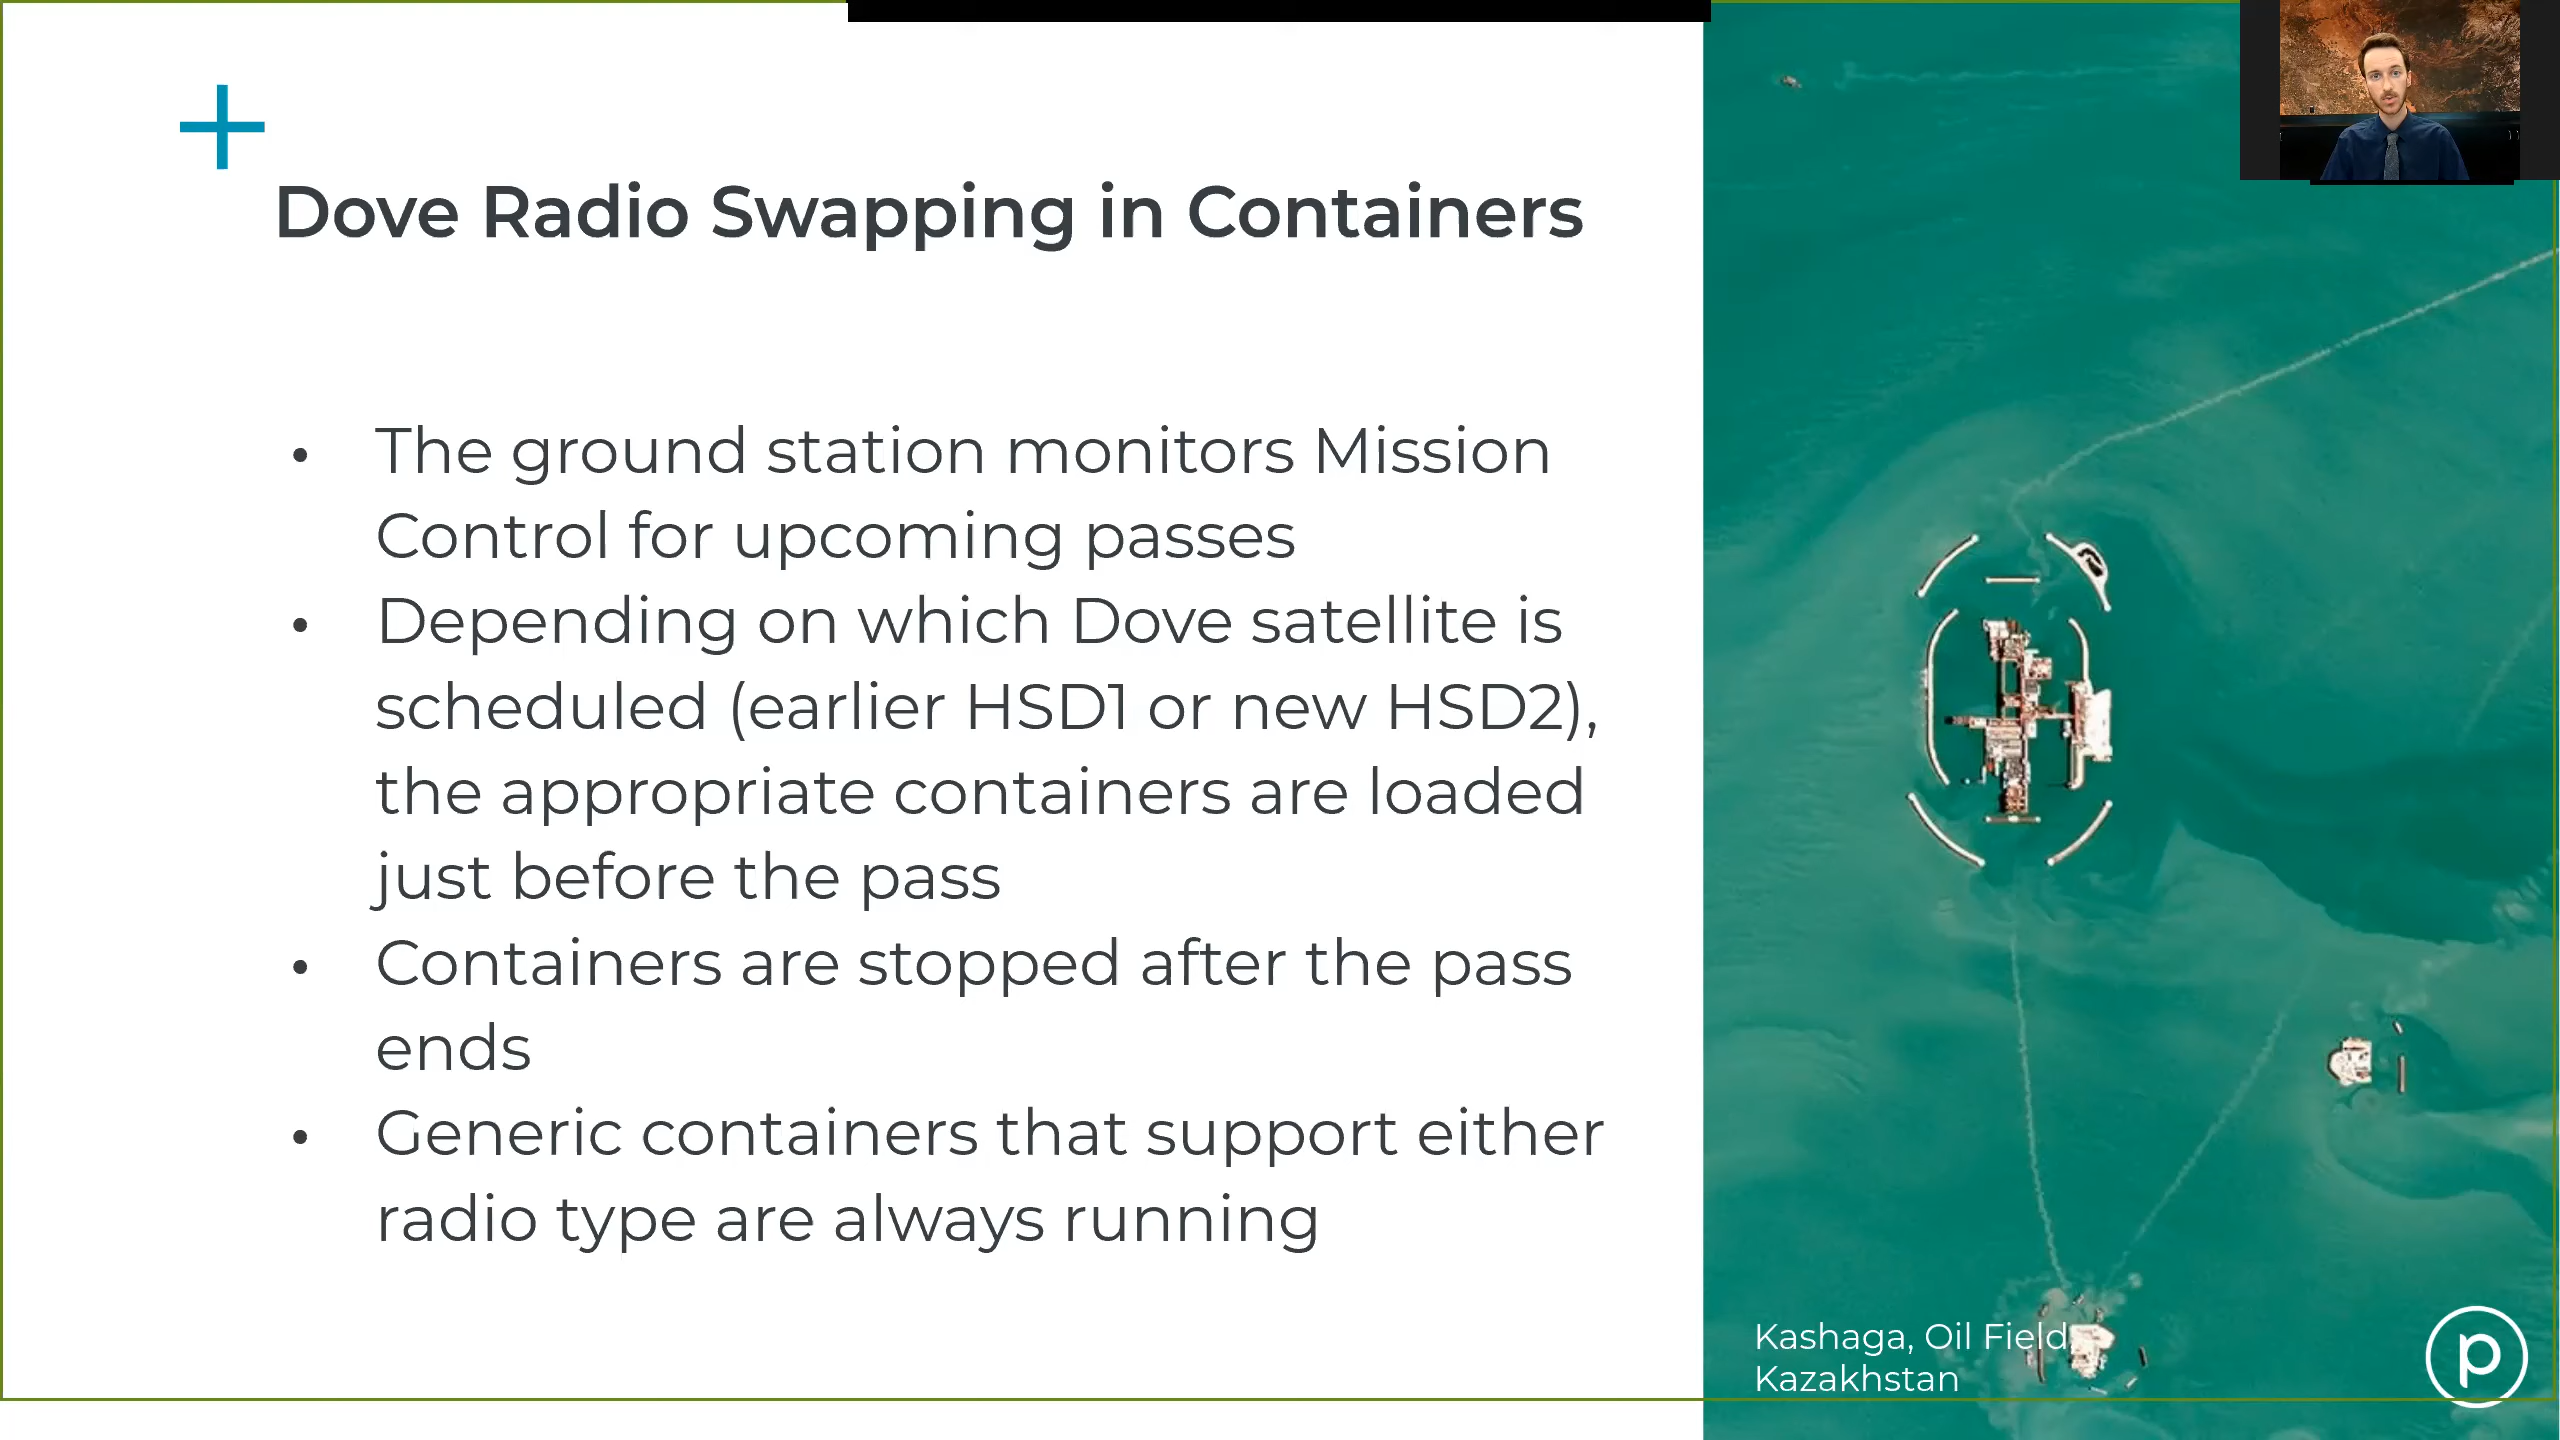 Dove Radio Swapping in Containers
• The ground station monitors Mission
Control for upcoming passes
• Depending on which Dove satellite is
scheduled (earlier HSD1 or new HSD2),
the appropriate containers are loaded
just before the pass
• Containers are stopped after the pass
ends
• Generic containers that support either
radio type are always running
Kashaga, Oil Field
Kazakhstan
p